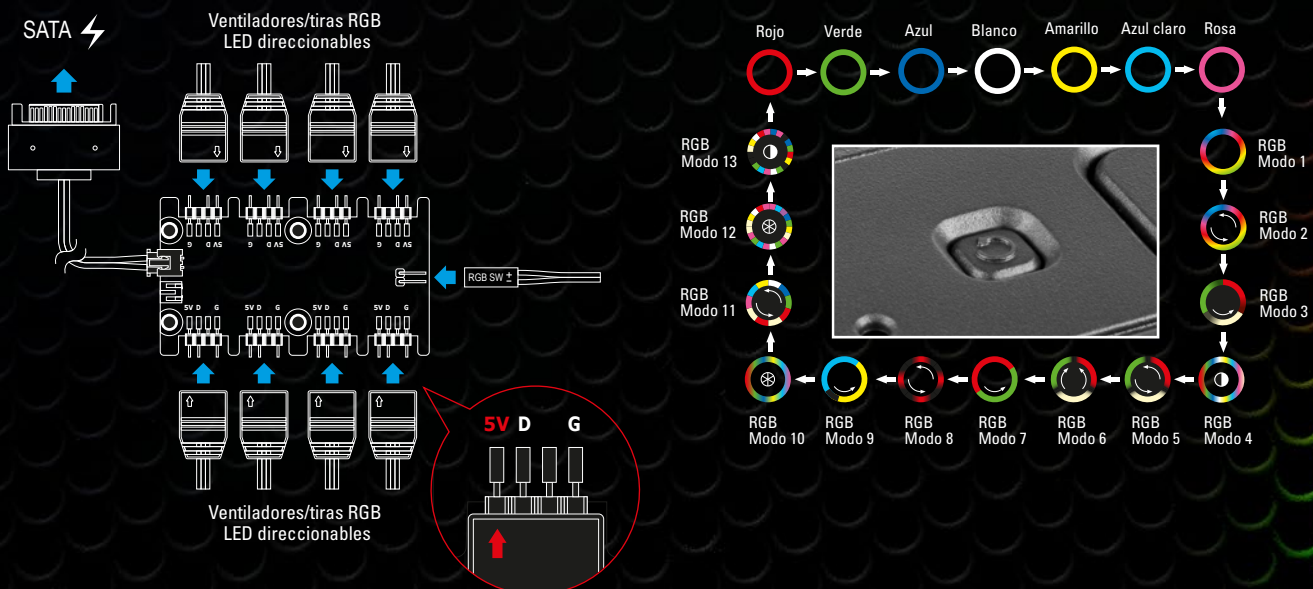 SATA
Ventiladores/tiras RGB
LED direccionables
G D 5V
G D 5V
G D 5V
G D 5V
RGB SW ±
5V D G
5V D G
5V D G
5V D G
5V D G
Ventiladores/tiras RGB
LED direccionables
Rojo
Verde
Azul
Blanco
Amarillo
Azul claro
Rosa
RGB
Modo 1
RGB
Modo 2
RGB
Modo 3
RGB
Modo 4
RGB
Modo 5
RGB
Modo 6
RGB
Modo 7
RGB
Modo 8
RGB
Modo 9
RGB
Modo 10
RGB
Modo 11
RGB
Modo 12
RGB
Modo 13